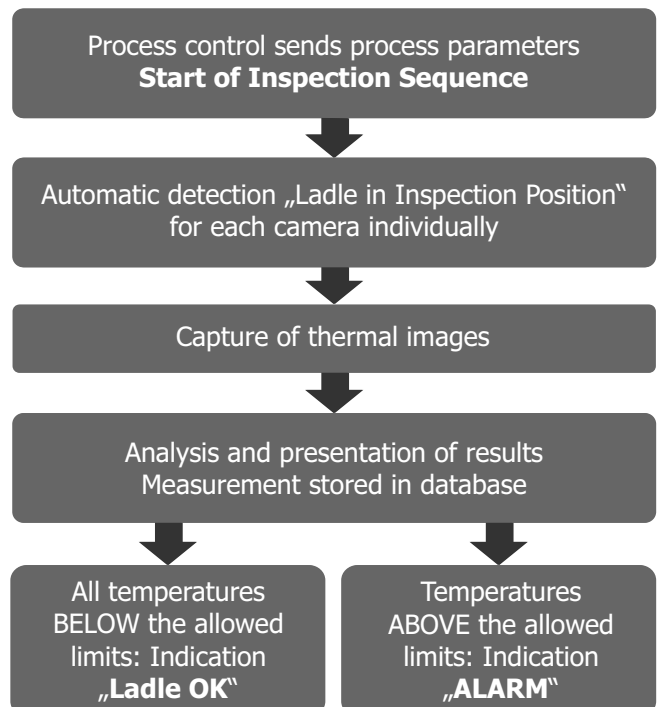 Process control sends process parameters
Start of Inspection Sequence
Automatic detection „Ladle in Inspection Position“
for each camera individually
Capture of thermal images
Analysis and presentation of results
Measurement stored in database
All temperatures
BELOW the allowed
limits: Indication
„Ladle OK“
Temperatures
ABOVE the allowed
limits: Indication
„ALARM“